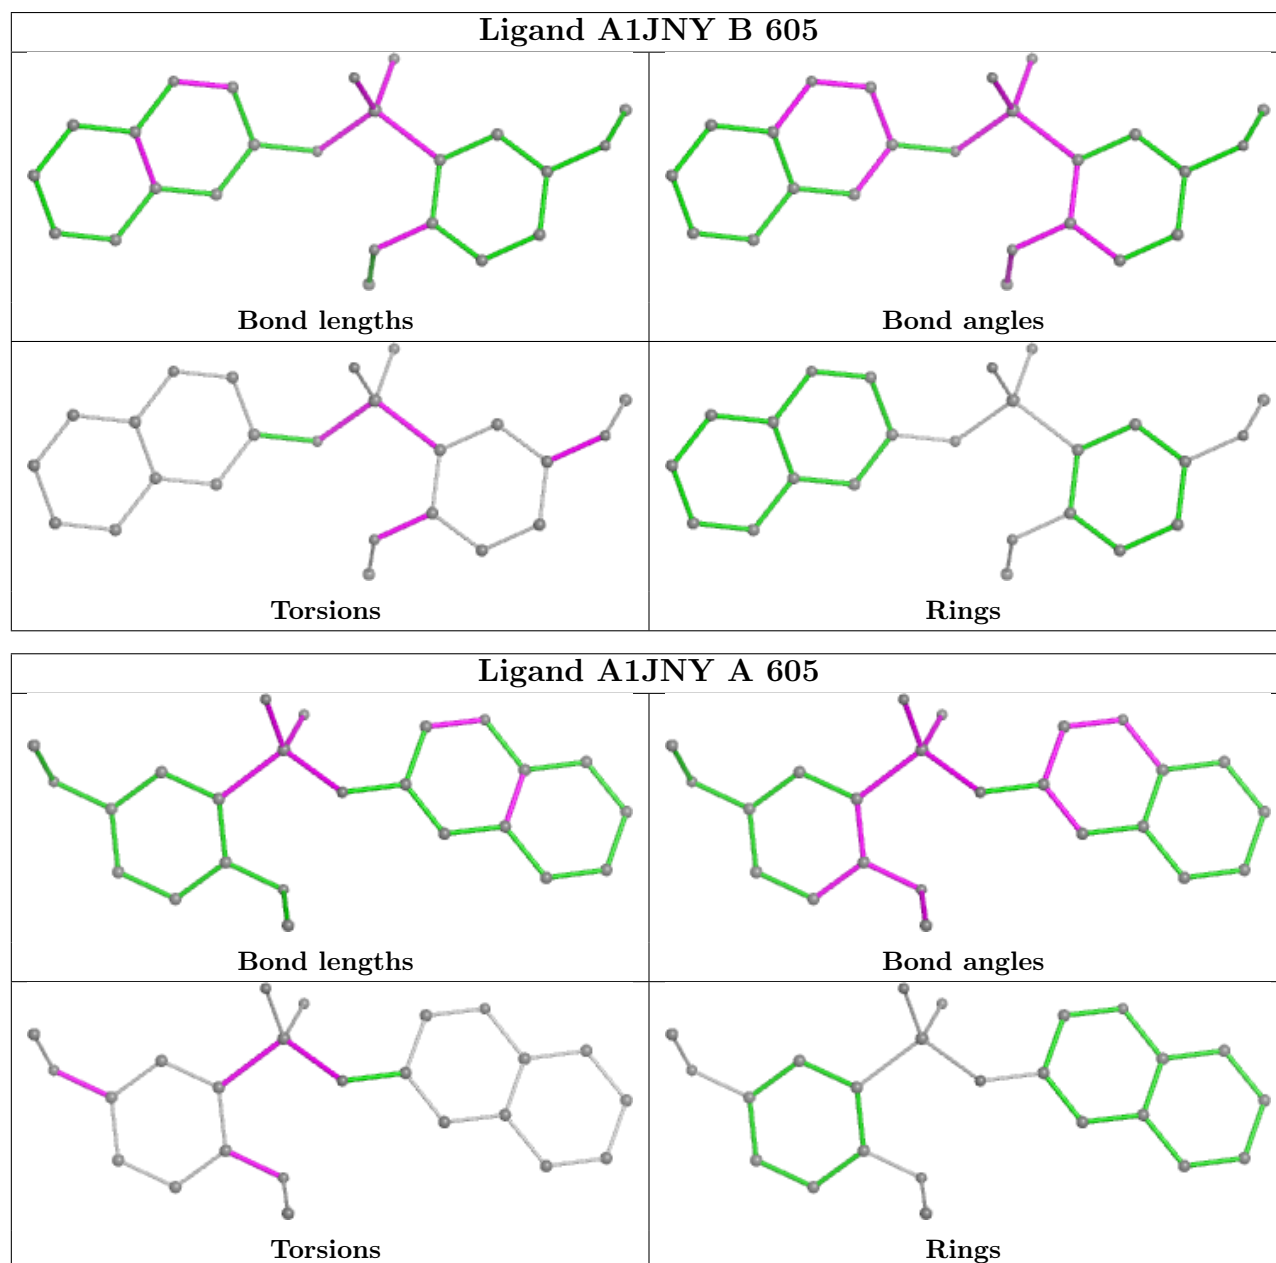 Ligand A1JNY B 605
Bond lengths
Bond angles
Torsions
Rings
Ligand A1JNY A 605
Bond lengths
Bond angles
Torsions
Rings